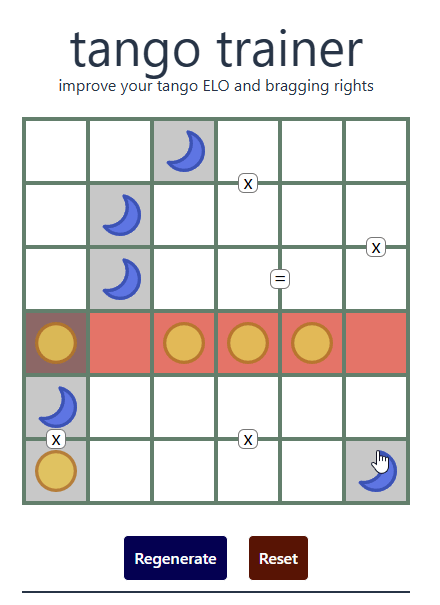 tango trainer
improve your tango ELO and bragging rights
x
x
=
x x
Regenerate Reset